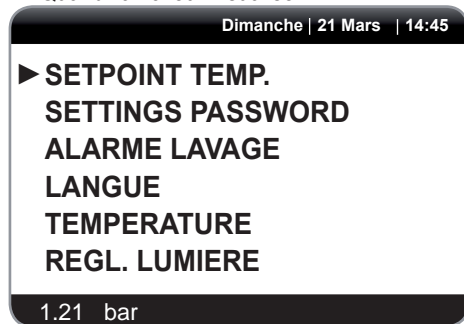 Dimanche | 21 Mars | 14:45
►SETPOINT TEMP.
SETTINGS PASSWORD
ALARME LAVAGE
LANGUE
TEMPERATURE
REGL. LUMIERE
1.21 bar